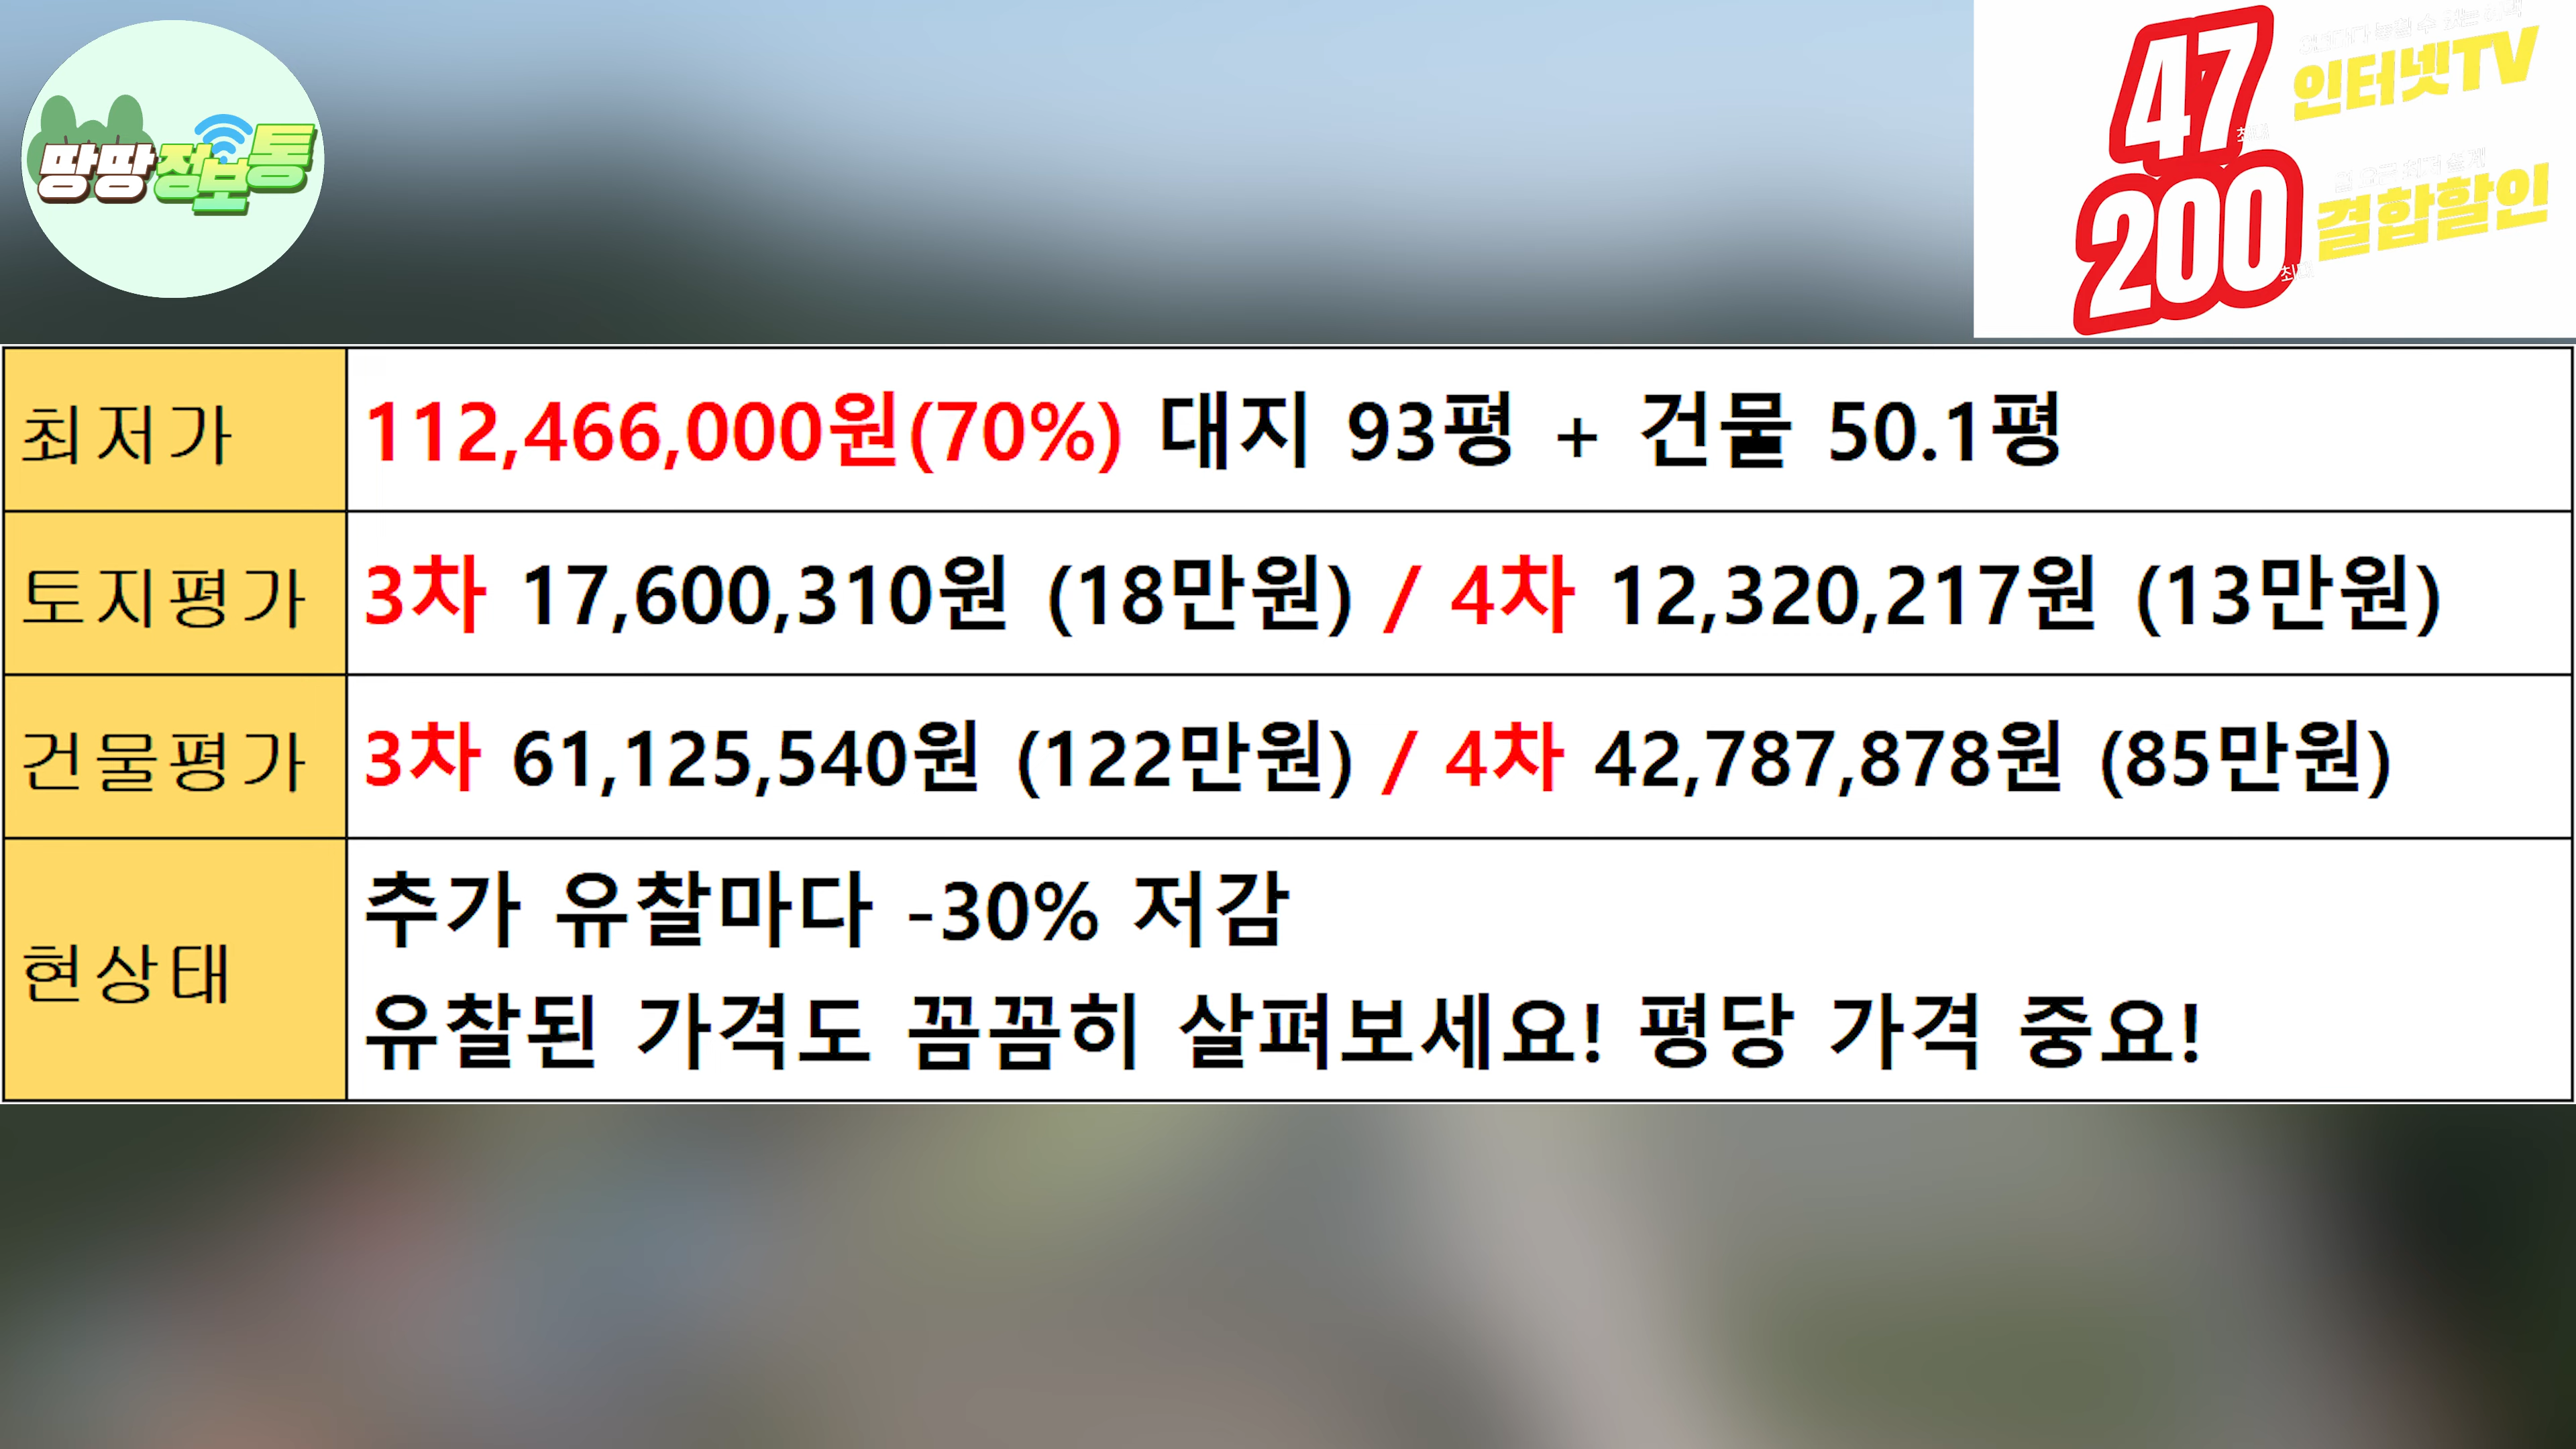 땅땅정보통
47
인터넷TV
200
결합할인
최저가
112,466,000원(70%) 대지 93평 + 건물 50.1평
토지평가
3차 17,600,310원 (18만원) / 4차 12,320,217원 (13만원)
건물평가
3차 61,125,540원 (122만원) / 4차 42,787,878원 (85만원)
현상태
추가 유찰마다 -30% 저감
유찰된 가격도 꼼꼼히 살펴보세요! 평당 가격 중요!